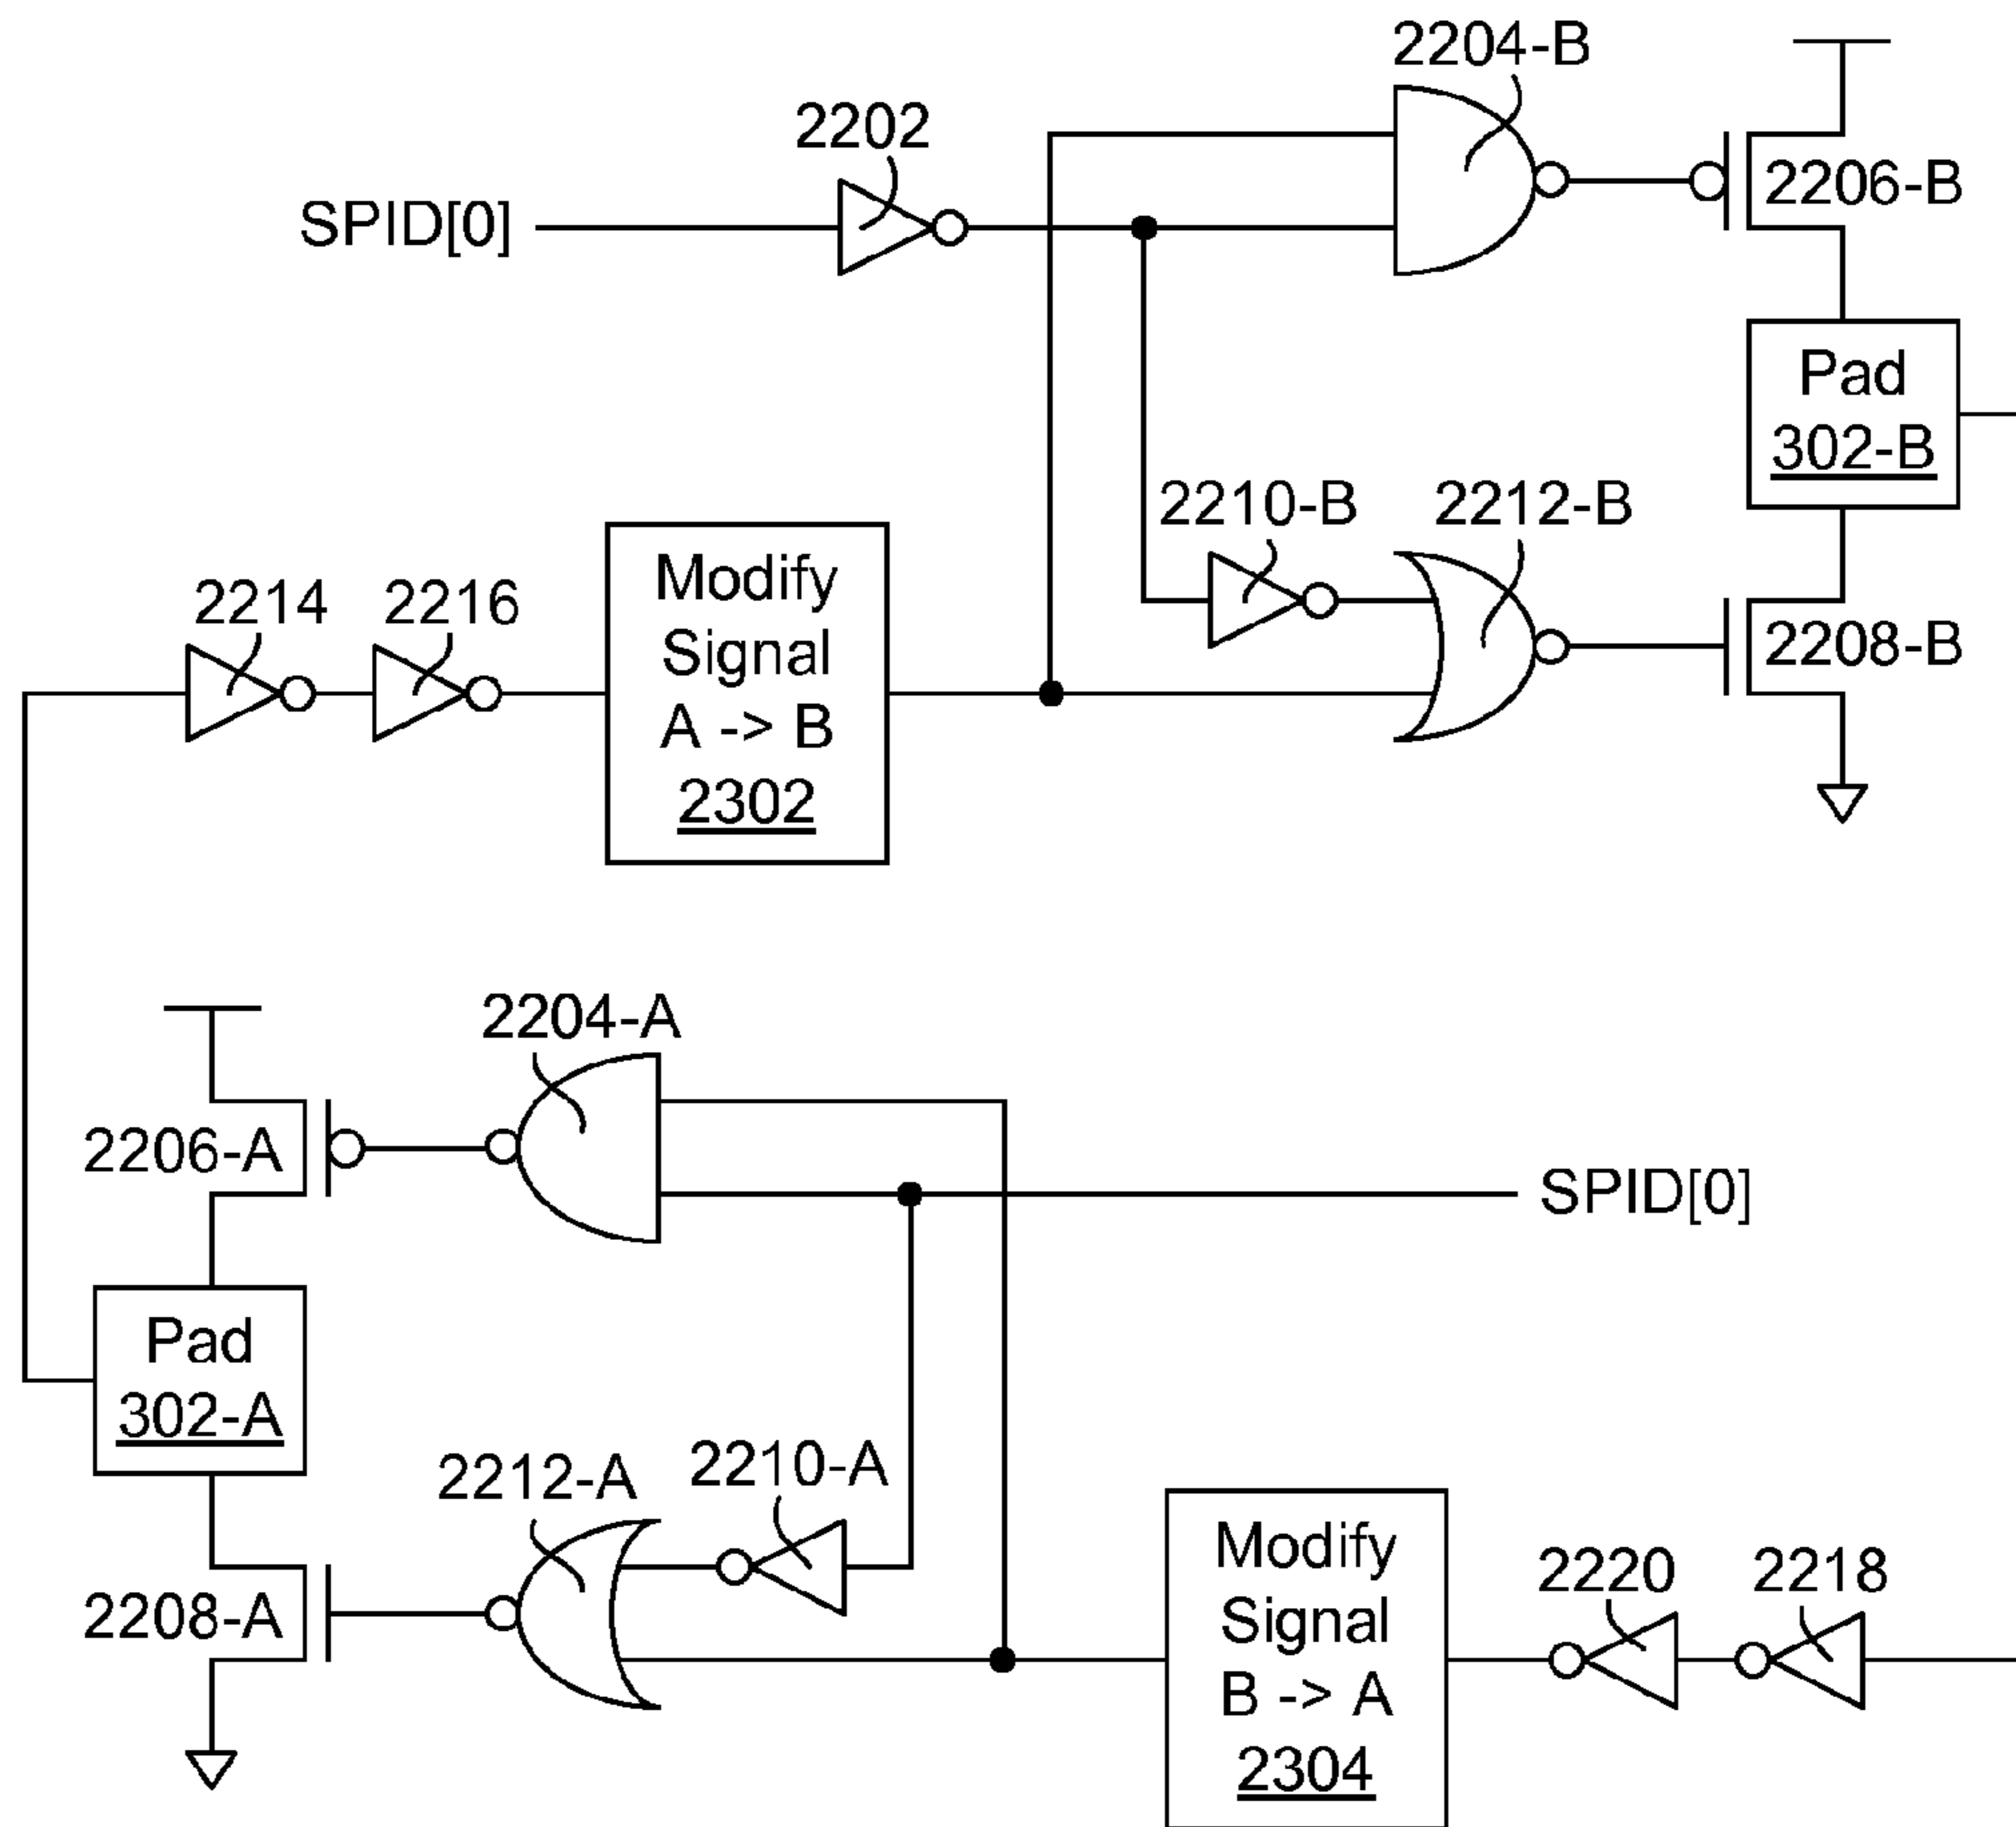 2204-B
2202
SPID[0]
2206-B
Pad
302-B
2210-B
2212-B
2208-B
2214
2216
Modify
Signal
A -> B
2302
2204-A
2206-A
SPID[0]
Pad
302-A
2212-A
2210-A
2208-A
Modify
Signal
B -> A
2304
2220
2218